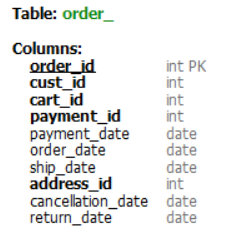 Table: order_
Columns:
order_id int PK
cust_id int
cart_id int
payment_id int
payment_date date
order_date date
ship_date date
address_id int
cancellation_date date
return_date date